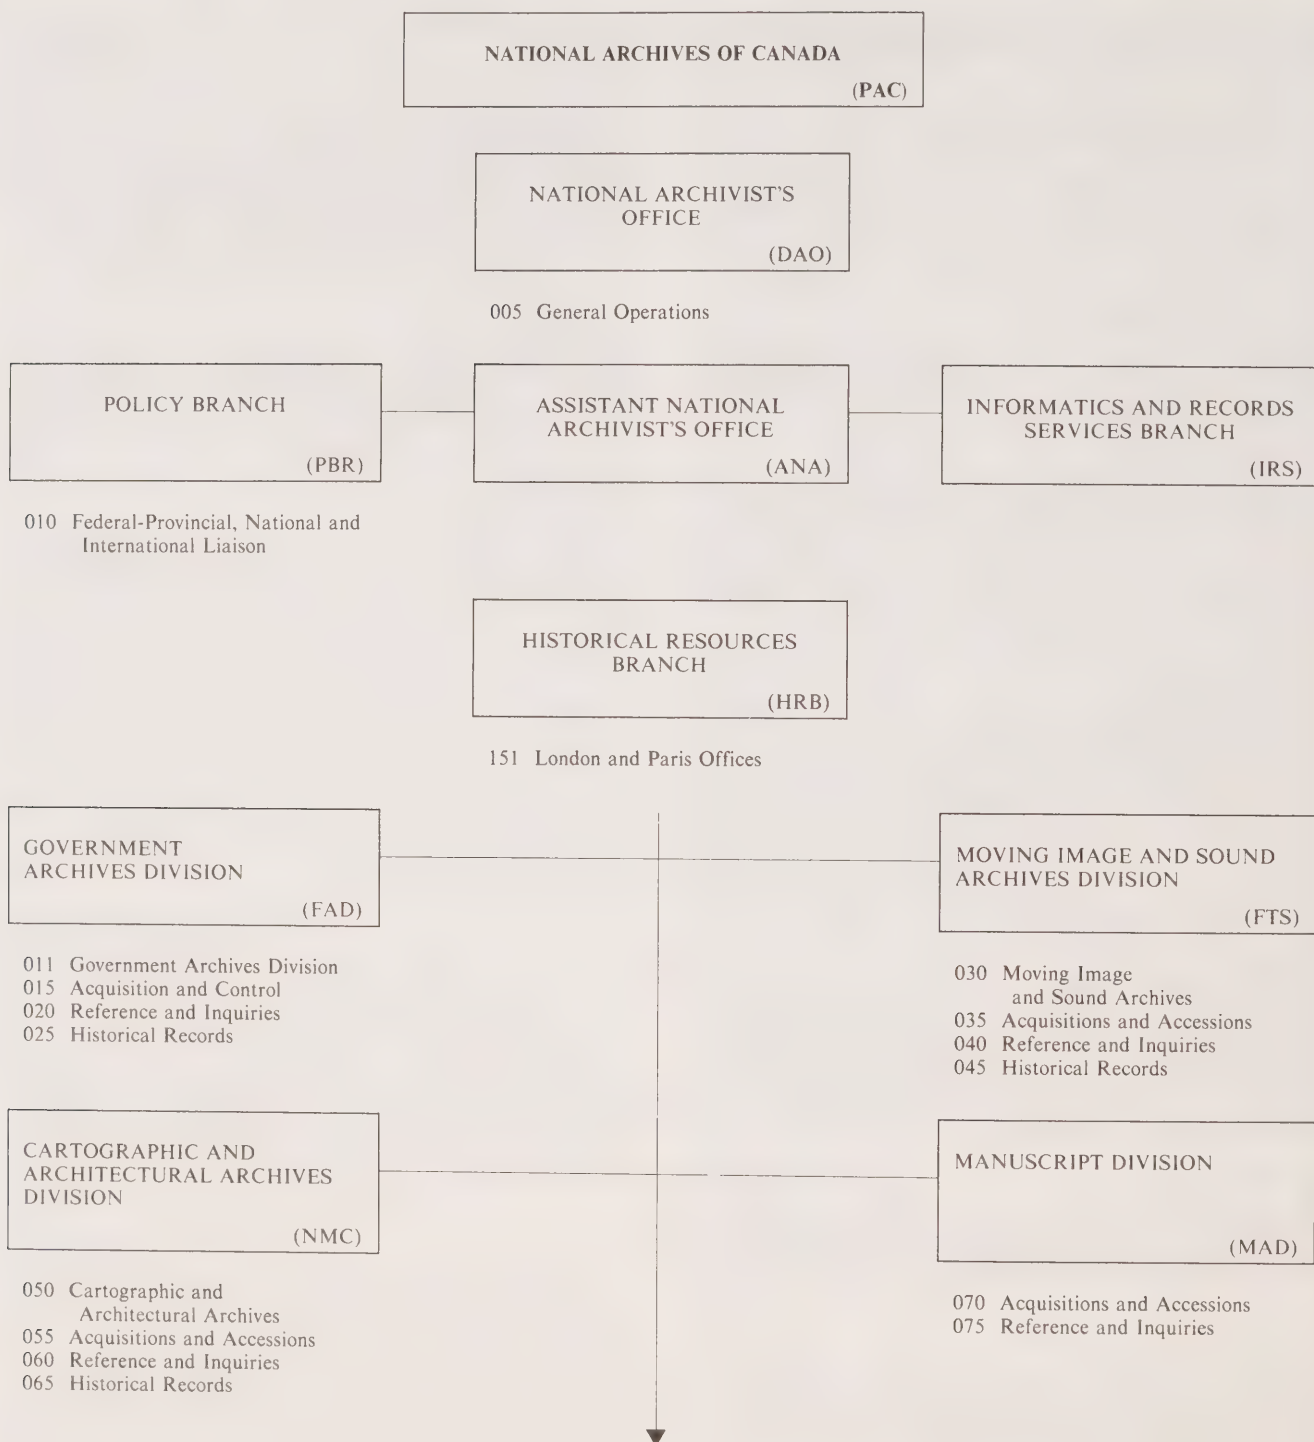 NATIONAL ARCHIVES OF CANADA
(PAC)
NATIONAL ARCHIVIST'S
OFFICE
(DAO)
005 General Operations
POLICY BRANCH
(PBR)
010 Federal-Provincial, National and
International Liaison
ASSISTANT NATIONAL
ARCHIVIST'S OFFICE
(ANA)
INFORMATICS AND RECORDS
SERVICES BRANCH
(IRS)
HISTORICAL RESOURCES
BRANCH
(HRB)
151 London and Paris Offices
GOVERNMENT
ARCHIVES DIVISION
(FAD)
011 Government Archives Division
015 Acquisition and Control
020 Reference and Inquiries
025 Historical Records
MOVING IMAGE AND SOUND
ARCHIVES DIVISION
(FTS)
030 Moving Image
and Sound Archives
035 Acquisitions and Accessions
040 Reference and Inquiries
045 Historical Records
CARTOGRAPHIC AND
ARCHITECTURAL ARCHIVES
DIVISION
(NMC)
050 Cartographic and
Architectural Archives
055 Acquisitions and Accessions
060 Reference and Inquiries
065 Historical Records
MANUSCRIPT DIVISION
(MAD)
070 Acquisitions and Accessions
075 Reference and Inquiries